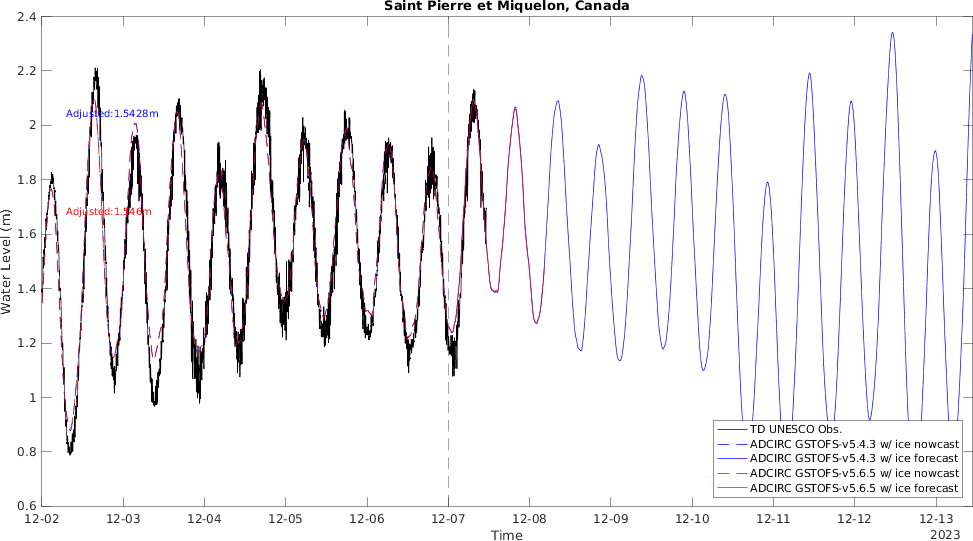 Saint Pierre et Miquelon, Canada
2.4
2.2
2
1.8
1.6
1.4
1.2
1
0.8
0.6
Water Level (m)
Adjusted:1.5428m
Adjusted:1.546m
TD UNESCO Obs.
ADCIRC GSTOFS-v5.4.3 w/ ice nowcast
ADCIRC GSTOFS-v5.4.3 w/ ice forecast
ADCIRC GSTOFS-v5.6.5 w/ ice nowcast
ADCIRC GSTOFS-v5.6.5 w/ ice forecast
12-02 12-03 12-04 12-05 12-06 12-07 12-08 12-09 12-10 12-11 12-12 12-13
Time
2023